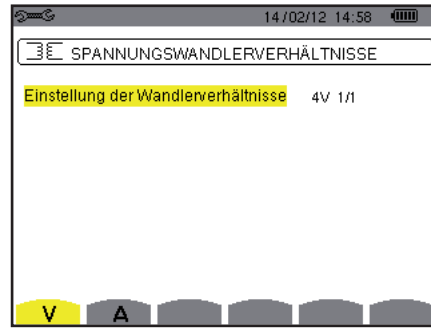 14/02/12 14:58
SPANNUNGSWANDLERVERHÄLTNISSE
Einstellung der Wandlerverhältnisse 4V 1/1
V A